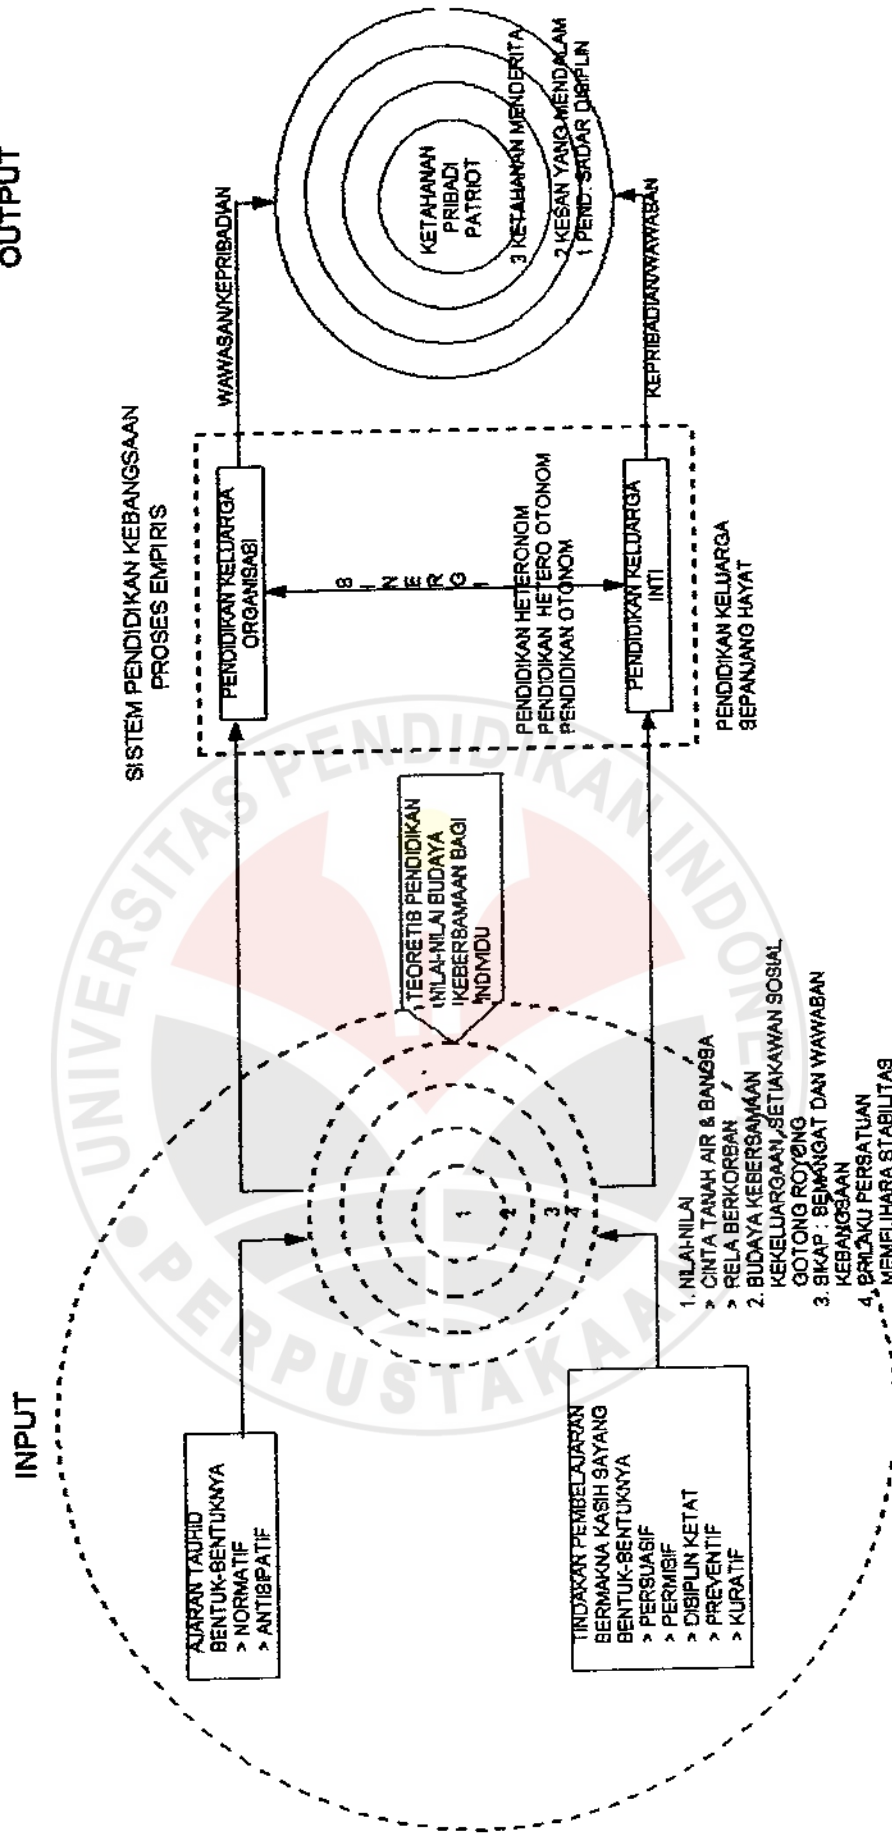 INPUT
OUTPUT
AJARAN TAUHID
BENTUK-BENTUKNYA
> NORMATIF
> ANTISIPATIF
TINDAKAN PEMBELAJARAN
BERMAKNA KASIH SAYANG
BENTUK-BENTUKNYA
> PERSUASIF
> PERMISIF
> DISIPLIN KETAT
> PREVENTIF
> KURATIF
1
2
3
4
1. NILAI-NILAI
> CINTA TANAH AIR & BANGSA
> RELA BERKORBAN
2. BUDAYA KEBERSAMAAN
KEKELUARGAAN, SETIAKAWAN SOSIAL
GOTONG ROYONG
3. SIKAP : SEMANGAT DAN WAWASAN
KEBANGSAAN
4. PRILAKU PERSATUAN
MEMELIHARA STABILITAS
TEORETIS PENDIDIKAN
NILAI-NILAI BUDAYA
KEBERSAMAAN BAGI
INDIVIDU
SISTEM PENDIDIKAN KEBANGSAAN
PROSES EMPIRIS
PENDIDIKAN KELUARGA
ORGANISASI
SINERGI
PENDIDIKAN HETERONOM
PENDIDIKAN HETERO OTONOM
PENDIDIKAN OTONOM
PENDIDIKAN KELUARGA
INTI
PENDIDIKAN KELUARGA
SEPANJANG HAYAT
WAWASAN/KEPRIBADIAN
KEPRIBADIAN/WAWASAN
KETAHANAN
PRIBADI
PATRIOT
3 KETAHANAN MENDERITA
2 KESAN YANG MENDALAM
1 PEND. SADAR DISIPLIN
UNIVERSITAS PENDIDIKAN INDONESIA
PERPUSTAKAAN